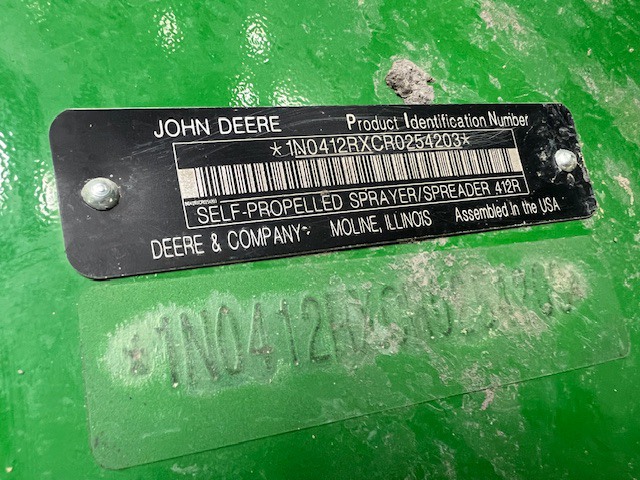 JOHN DEERE Product Identification Number
*1N0412RXCR0254203*
SELF-PROPELLED SPRAYER/SPREADER 412R
DEERE & COMPANY MOLINE, ILLINOIS Assembled in the USA
*1N0412RXCR0254203*